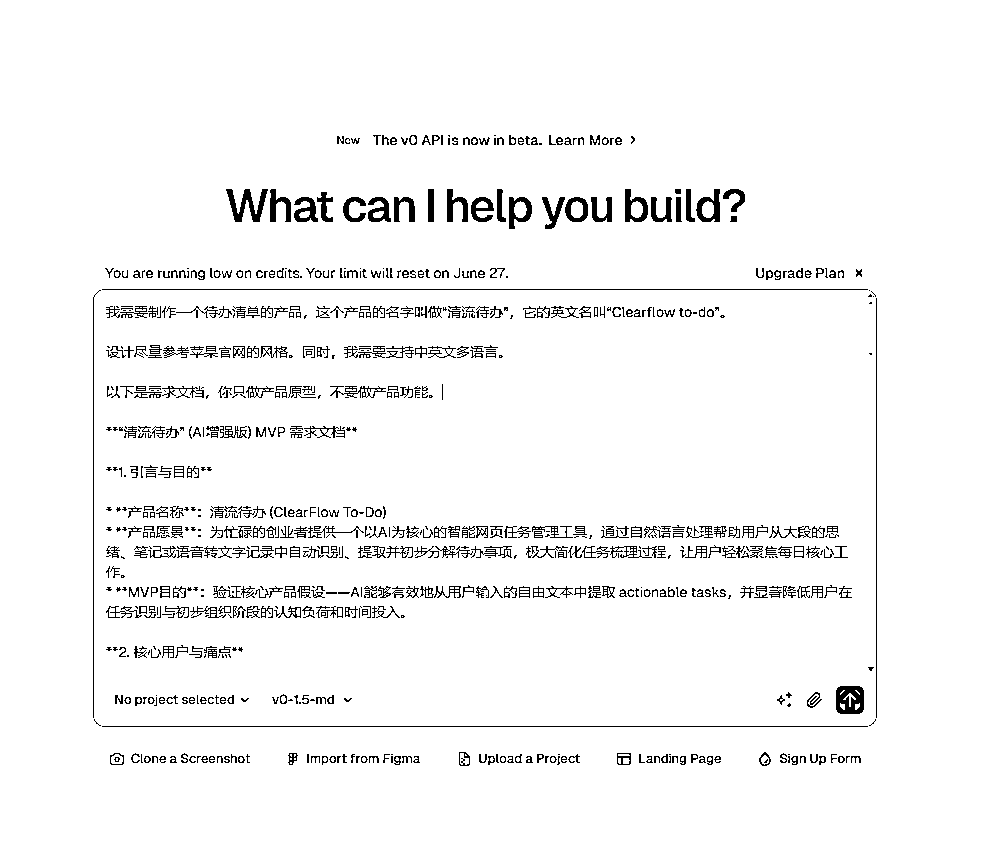 New The v0 API is now in beta. Learn More
What can I help you build?
You are running low on credits. Your limit will reset on June 27. Upgrade Plan ×
我需要制作一个待办清单的产品，这个产品的名字叫做“清流待办”，它的英文名叫“Clearflow to-do”。
设计尽量参考苹果官网的风格。同时，我需要支持中英文多语言。
以下是需求文档，你只做产品原型，不要做产品功能。
**“清流待办” (AI增强版) MVP 需求文档**
**1. 引言与目的**
* **产品名称**：清流待办 (ClearFlow To-Do)
* **产品愿景**：为忙碌的创业者提供一个以AI为核心的智能网页任务管理工具，通过自然语言处理帮助用户从大段的思
绪、笔记或语音转文字记录中自动识别、提取并初步分解待办事项，极大简化任务梳理过程，让用户轻松聚焦每日核心工
作。
* **MVP目的**：验证核心产品假设——AI能够有效地从用户输入的自由文本中提取 actionable tasks，并显著降低用户在
任务识别与初步组织阶段的认知负荷和时间投入。
**2. 核心用户与痛点**
No project selected v0-1.5-md
Clone a Screenshot Import from Figma Upload a Project Landing Page Sign Up Form